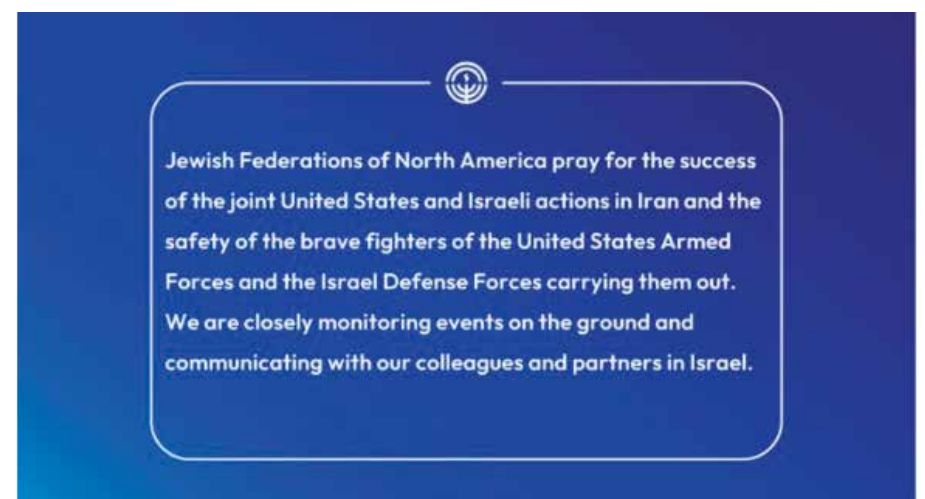 Jewish Federations of North America pray for the success
of the joint United States and Israeli actions in Iran and the
safety of the brave fighters of the United States Armed
Forces and the Israel Defense Forces carrying them out.
We are closely monitoring events on the ground and
communicating with our colleagues and partners in Israel.